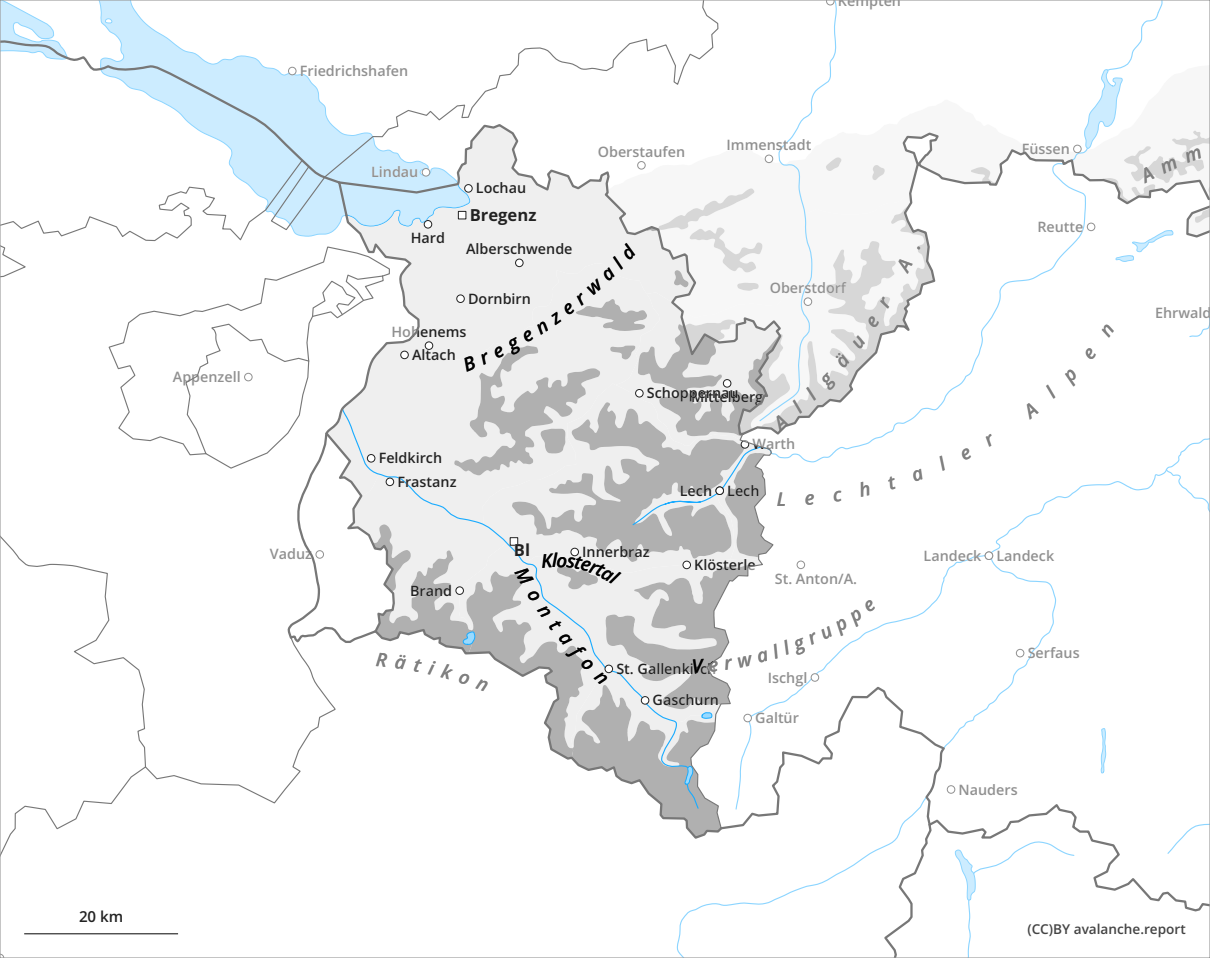 Kempten
Friedrichshafen
Immenstadt
Füssen
Oberstaufen
Amm
Lindau
Lochau
Bregenz
Reutte
Hard
Alberschwende
Bregenzerwald
Oberstdorf
Dornbirn
Ehrwald
Hohenems
Altach
Allgäuer A.
Appenzell
Schoppernau
Mittelberg
Lechtaler Alpen
Warth
Feldkirch
Frastanz
Lech Lech
Vaduz
Bl
Innerbraz
Klostertal
Klösterle
Landeck Landeck
St. Anton/A.
Brand
Montafon
Verwallgruppe
Rätikon
St. Gallenkirch
Serfaus
Ischgl
Gaschurn
Galtür
Nauders
20 km
(CC)BY avalanche.report